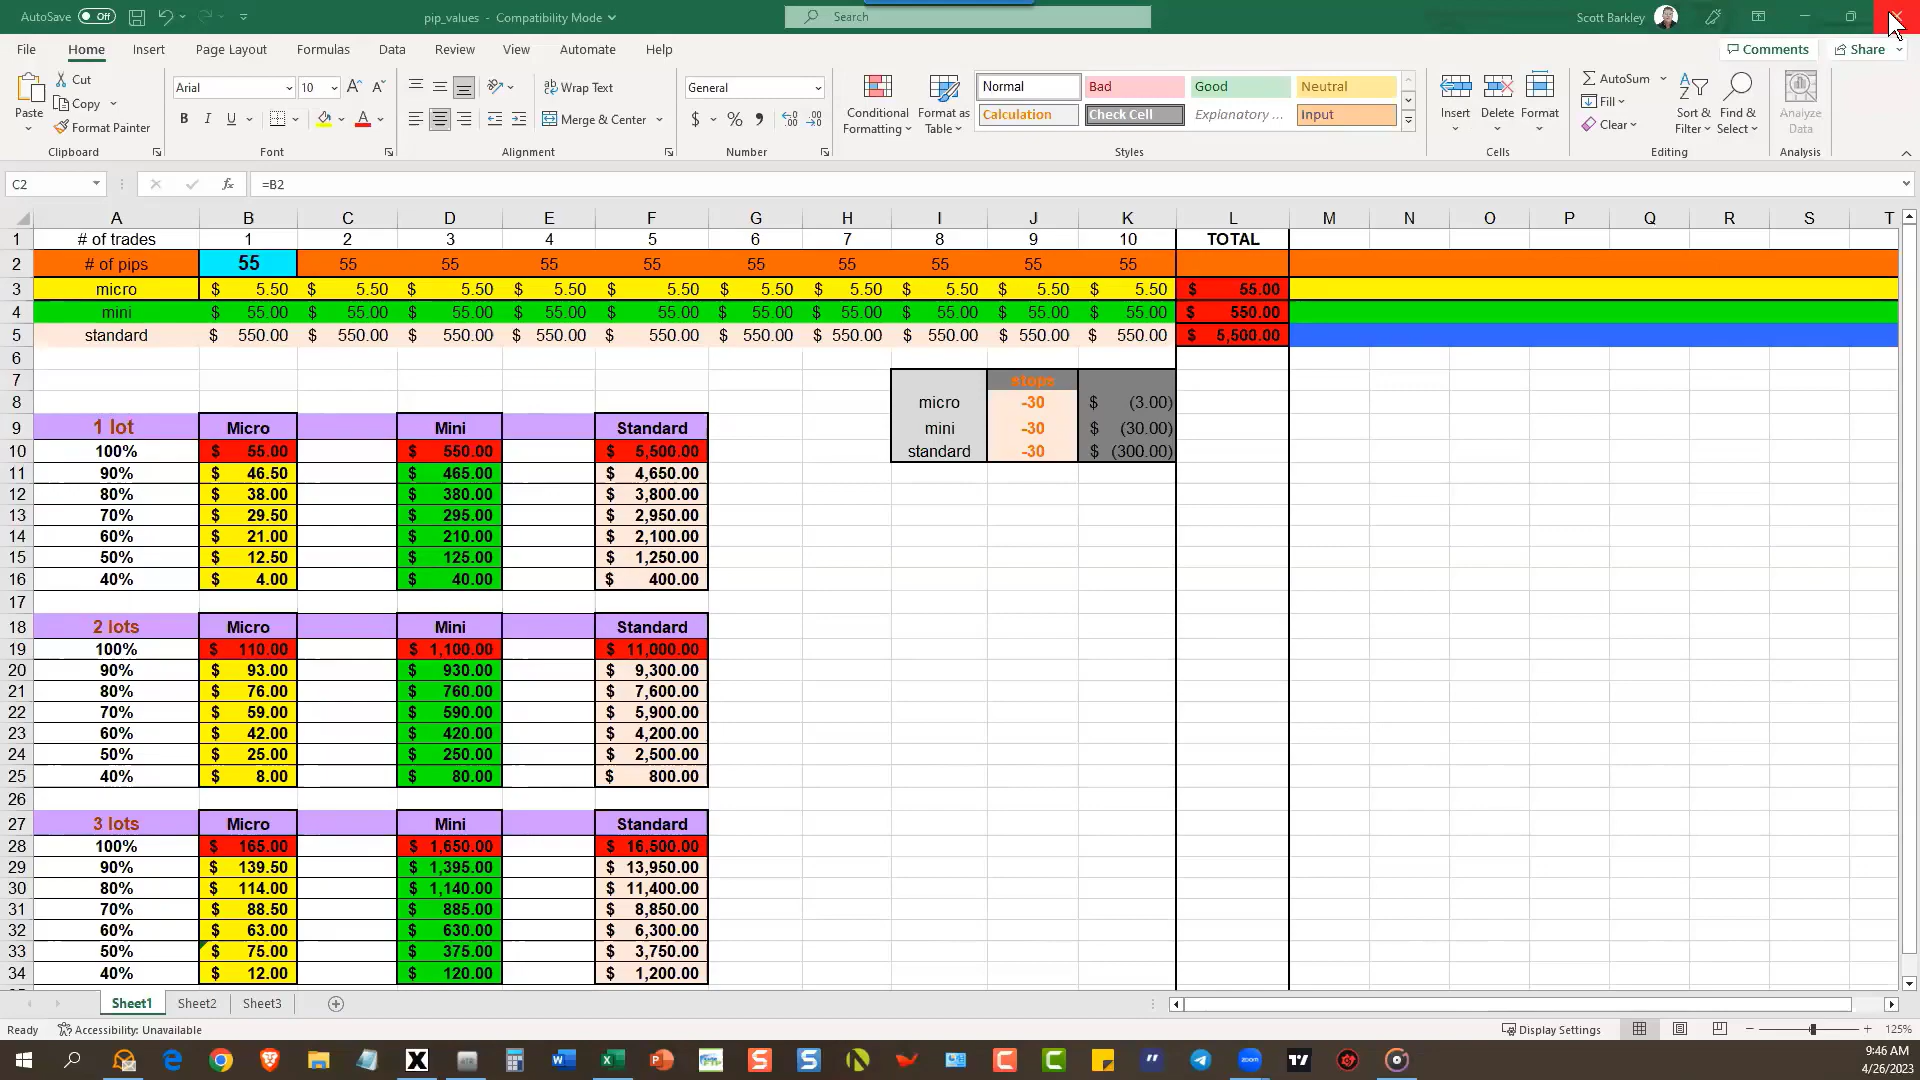 AutoSave Off pip_values - Compatibility Mode Search Scott Barkley
File Home Insert Page Layout Formulas Data Review View Automate Help Comments Share
Paste Cut Copy Format Painter Clipboard
Arial 10 B I U Font
Wrap Text Merge & Center Alignment
General $ % Number
Conditional Formatting Format as Table
Normal Bad Good Neutral
Calculation Check Cell Explanatory ... Input
Styles
Insert Delete Format Cells
AutoSum Fill Clear Sort & Filter Find & Select Editing
Analyze Data Analysis
C2 fx =B2
A B C D E F G H I J K L M N O P Q R S T
1 # of trades 1 2 3 4 5 6 7 8 9 10 TOTAL
2 # of pips 55 55 55 55 55 55 55 55 55 55
3 micro $ 5.50 $ 5.50 $ 5.50 $ 5.50 $ 5.50 $ 5.50 $ 5.50 $ 5.50 $ 5.50 $ 5.50 $ 55.00
4 mini $ 55.00 $ 55.00 $ 55.00 $ 55.00 $ 55.00 $ 55.00 $ 55.00 $ 55.00 $ 55.00 $ 55.00 $ 550.00
5 standard $ 550.00 $ 550.00 $ 550.00 $ 550.00 $ 550.00 $ 550.00 $ 550.00 $ 550.00 $ 550.00 $ 550.00 $ 5,500.00
6
7 stops
8 micro -30 $ (3.00)
9 1 lot Micro Mini Standard mini -30 $ (30.00)
10 100% $ 55.00 $ 550.00 $ 5,500.00 standard -30 $ (300.00)
11 90% $ 46.50 $ 465.00 $ 4,650.00
12 80% $ 38.00 $ 380.00 $ 3,800.00
13 70% $ 29.50 $ 295.00 $ 2,950.00
14 60% $ 21.00 $ 210.00 $ 2,100.00
15 50% $ 12.50 $ 125.00 $ 1,250.00
16 40% $ 4.00 $ 40.00 $ 400.00
17
18 2 lots Micro Mini Standard
19 100% $ 110.00 $ 1,100.00 $ 11,000.00
20 90% $ 93.00 $ 930.00 $ 9,300.00
21 80% $ 76.00 $ 760.00 $ 7,600.00
22 70% $ 59.00 $ 590.00 $ 5,900.00
23 60% $ 42.00 $ 420.00 $ 4,200.00
24 50% $ 25.00 $ 250.00 $ 2,500.00
25 40% $ 8.00 $ 80.00 $ 800.00
26
27 3 lots Micro Mini Standard
28 100% $ 165.00 $ 1,650.00 $ 16,500.00
29 90% $ 139.50 $ 1,395.00 $ 13,950.00
30 80% $ 114.00 $ 1,140.00 $ 11,400.00
31 70% $ 88.50 $ 885.00 $ 8,850.00
32 60% $ 63.00 $ 630.00 $ 6,300.00
33 50% $ 75.00 $ 375.00 $ 3,750.00
34 40% $ 12.00 $ 120.00 $ 1,200.00
Sheet1 Sheet2 Sheet3
Ready Accessibility: Unavailable Display Settings 125%
9:46 AM
4/26/2023